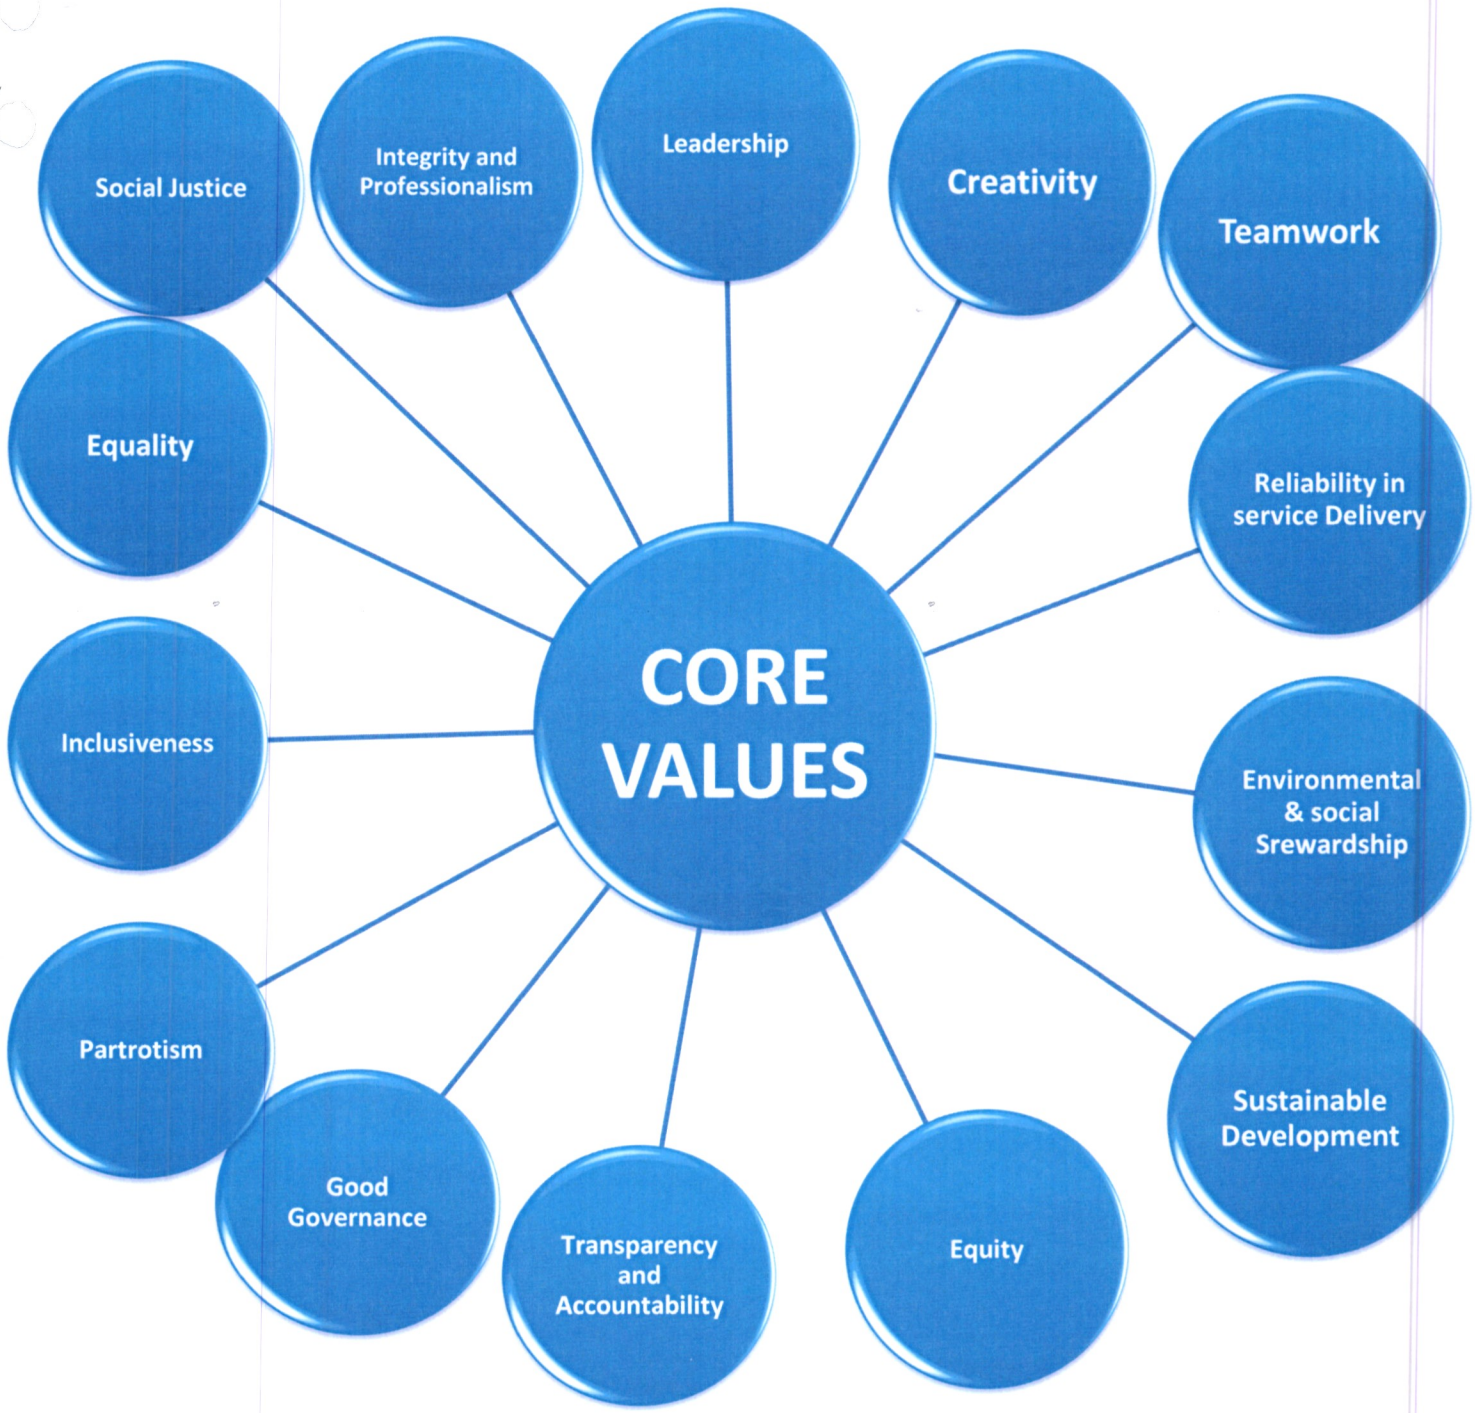 Leadership
Integrity and
Professionalism
Creativity
Social Justice
Teamwork
Equality
Reliability in
service Delivery
CORE
VALUES
Inclusiveness
Environmental
& social
Srewardship
Partrotism
Sustainable
Development
Good
Governance
Transparency
and
Accountability
Equity